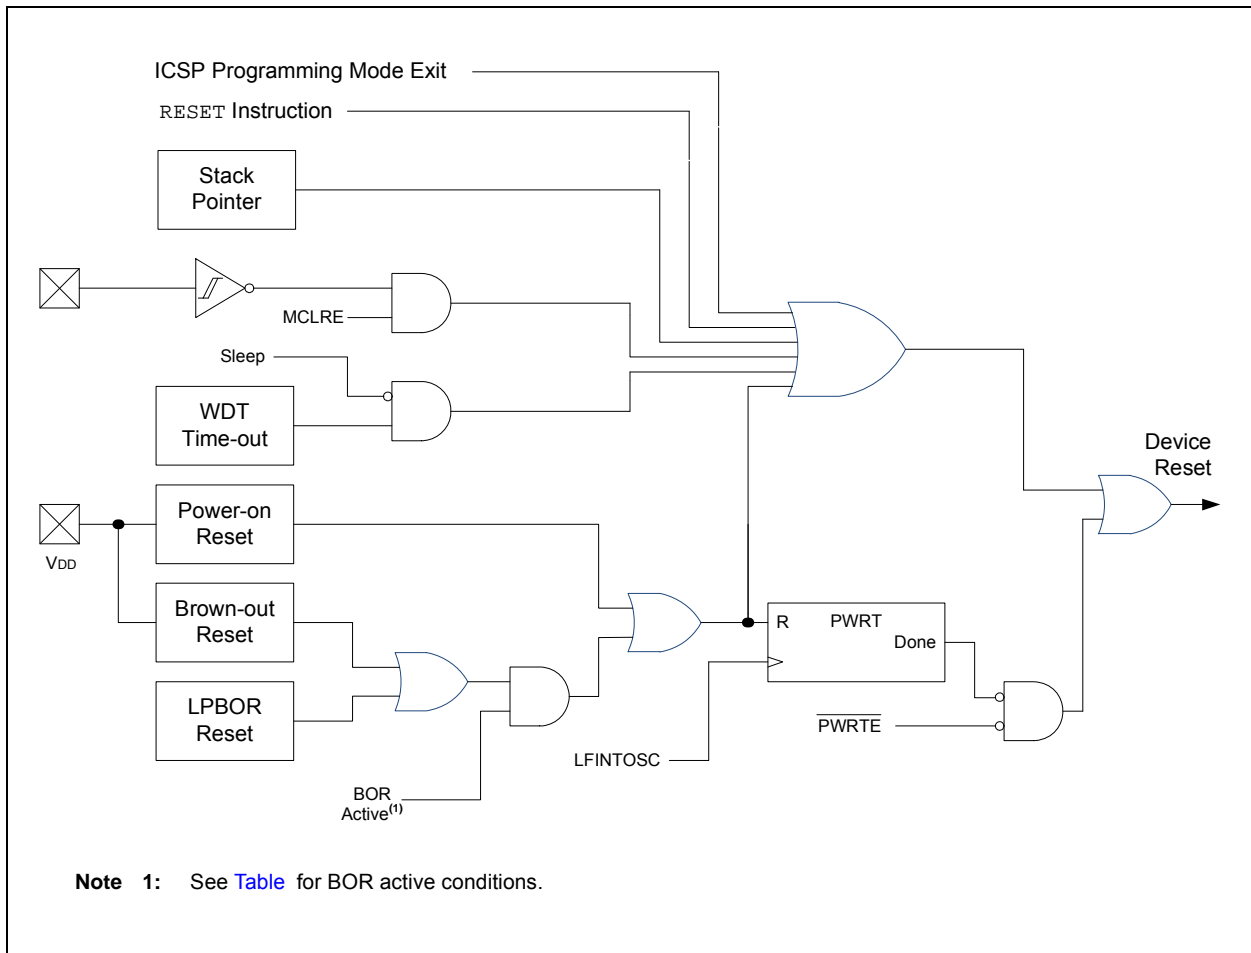 ICSP Programming Mode Exit
RESET Instruction
Stack
Pointer
MCLRE
Sleep
WDT
Time-out
Device
Reset
Power-on
Reset
VDD
Brown-out
Reset
R PWRT
Done
LPBOR
Reset
PWRTE
LFINTOSC
BOR
Active(1)
Note 1: See Table for BOR active conditions.